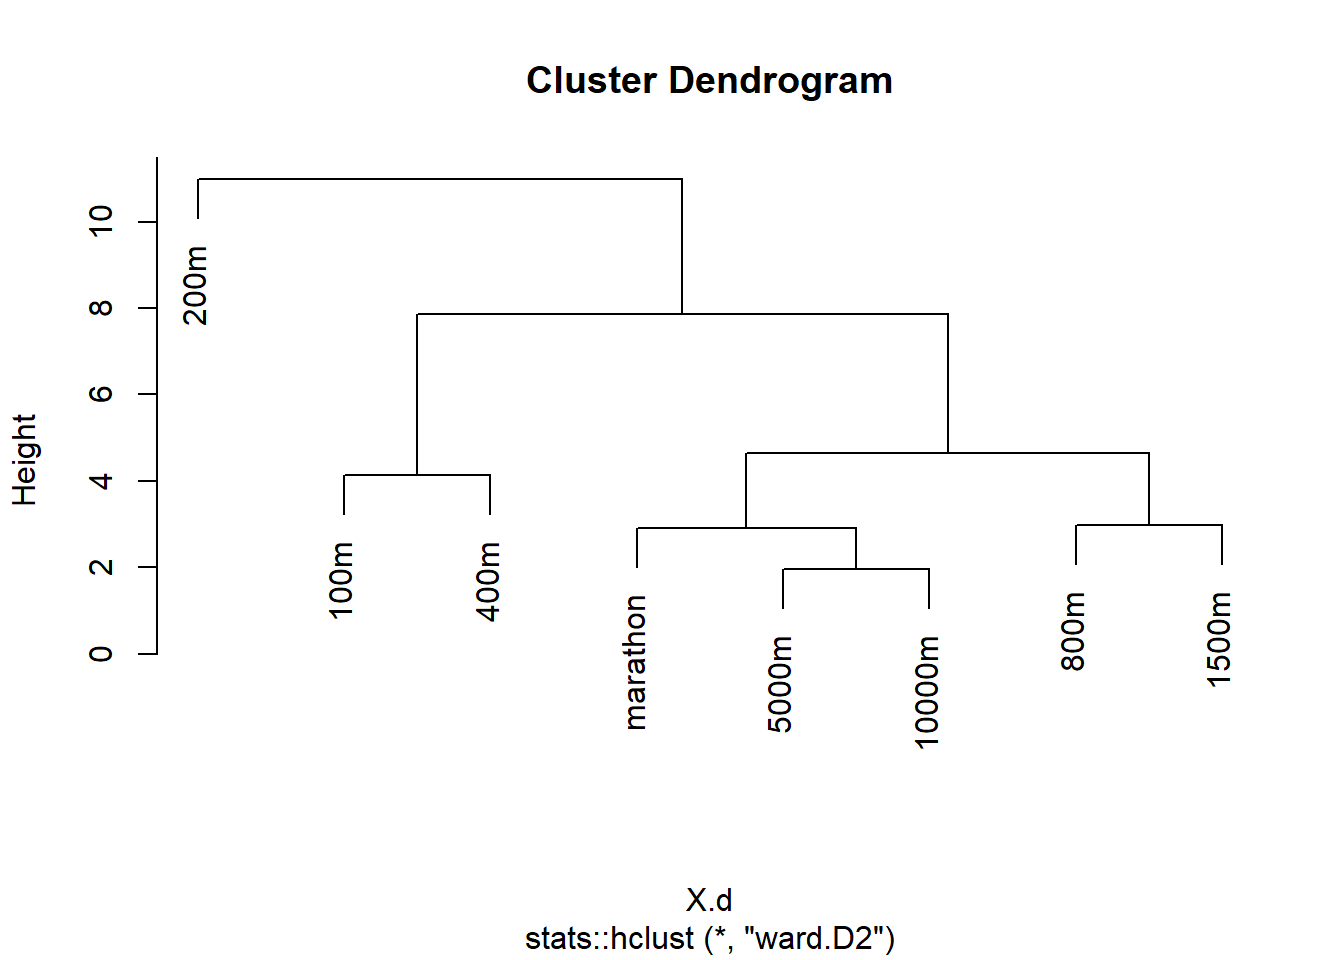 Cluster Dendrogram
Height
10
8
6
4
2
0
200m
100m
400m
marathon
5000m
10000m
800m
1500m
X.d
stats::hclust (*, "ward.D2")